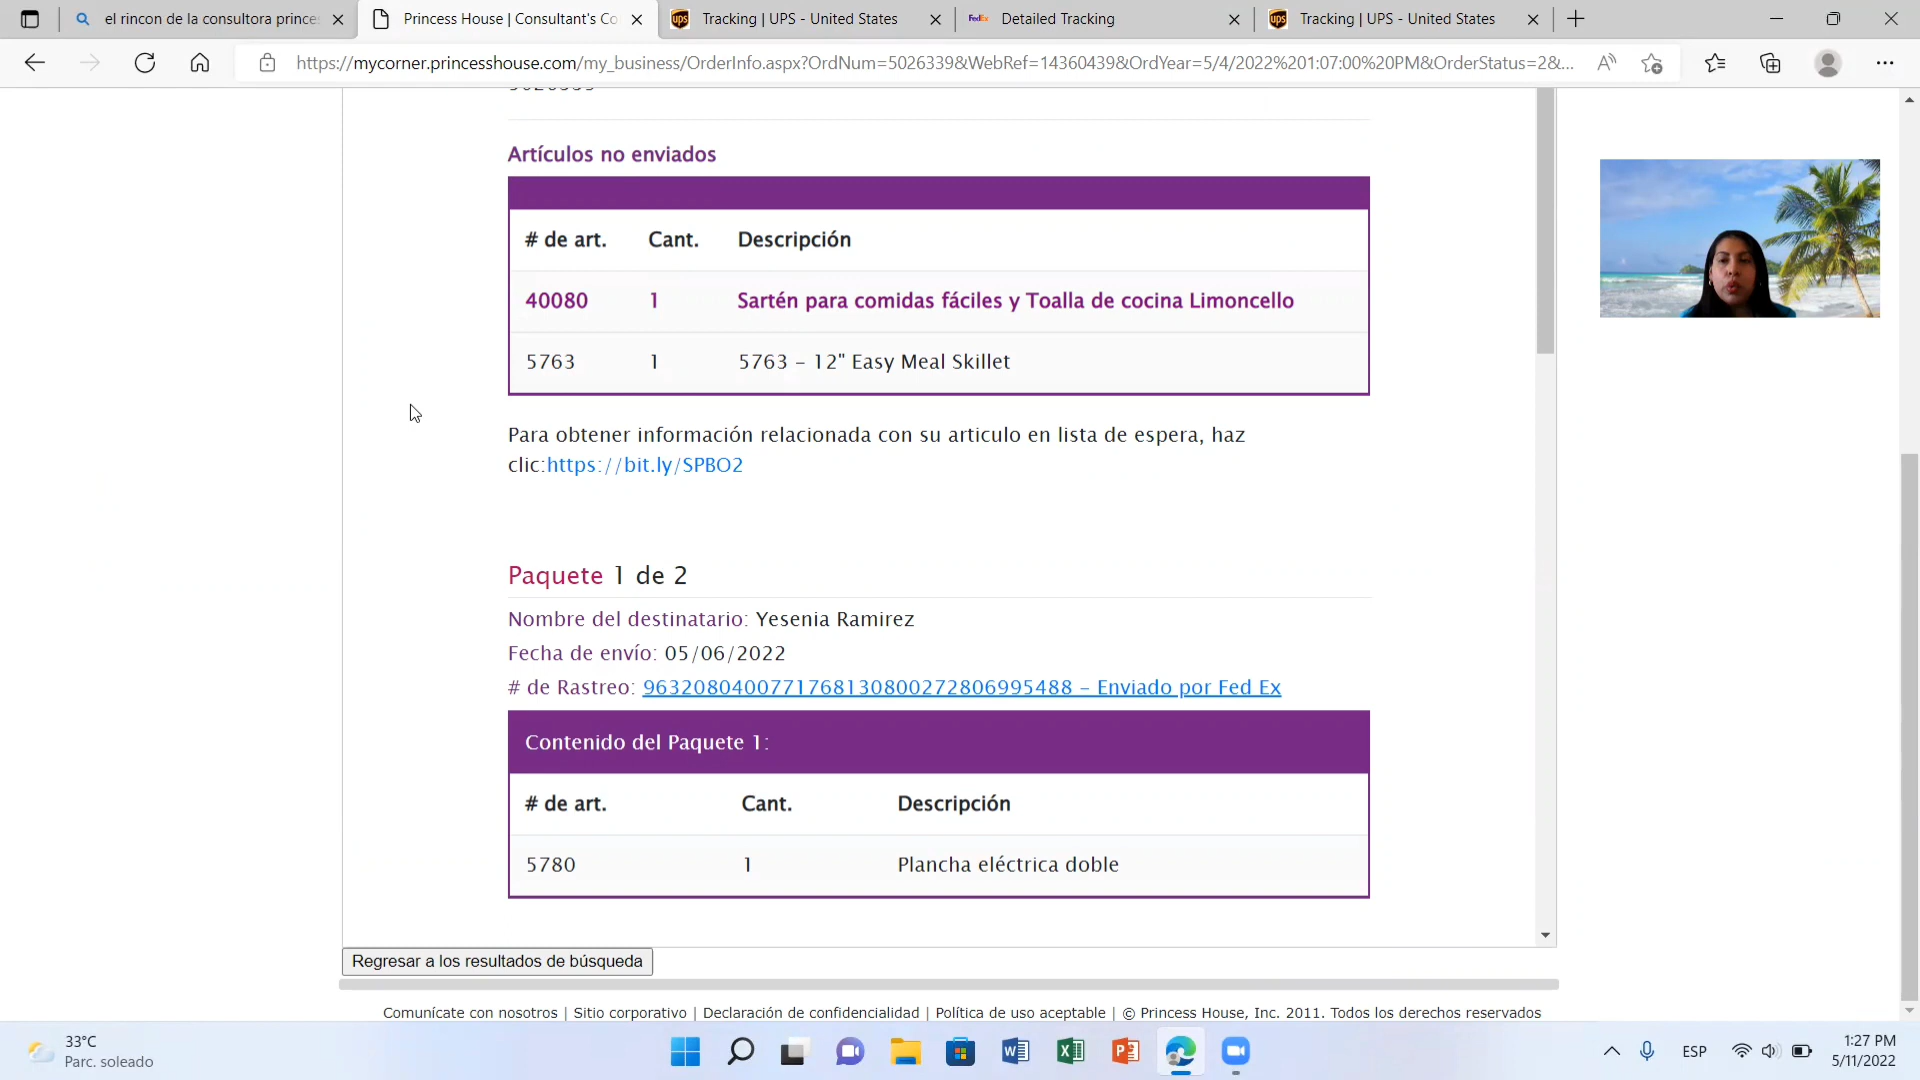 el rincon de la consultora prince
Princess House | Consultant's Co
Tracking | UPS - United States
Detailed Tracking
Tracking | UPS - United States
https://mycorner.princesshouse.com/my_business/OrderInfo.aspx?OrdNum=5026339&WebRef=14360439&OrdYear=5/4/2022%201:07:00%20PM&OrderStatus=2&...
5026339
Artículos no enviados
# de art. Cant. Descripción
40080 1 Sartén para comidas fáciles y Toalla de cocina Limoncello
5763 1 5763 – 12" Easy Meal Skillet
Para obtener información relacionada con su articulo en lista de espera, haz
clic:https://bit.ly/SPBO2
Paquete 1 de 2
Nombre del destinatario: Yesenia Ramirez
Fecha de envío: 05/06/2022
# de Rastreo: 9632080400771768130800272806995488 – Enviado por Fed Ex
Contenido del Paquete 1:
# de art. Cant. Descripción
5780 1 Plancha eléctrica doble
Regresar a los resultados de búsqueda
Comunícate con nosotros | Sitio corporativo | Declaración de confidencialidad | Política de uso aceptable | © Princess House, Inc. 2011. Todos los derechos reservados
33°C
Parc. soleado
ESP
1:27 PM
5/11/2022